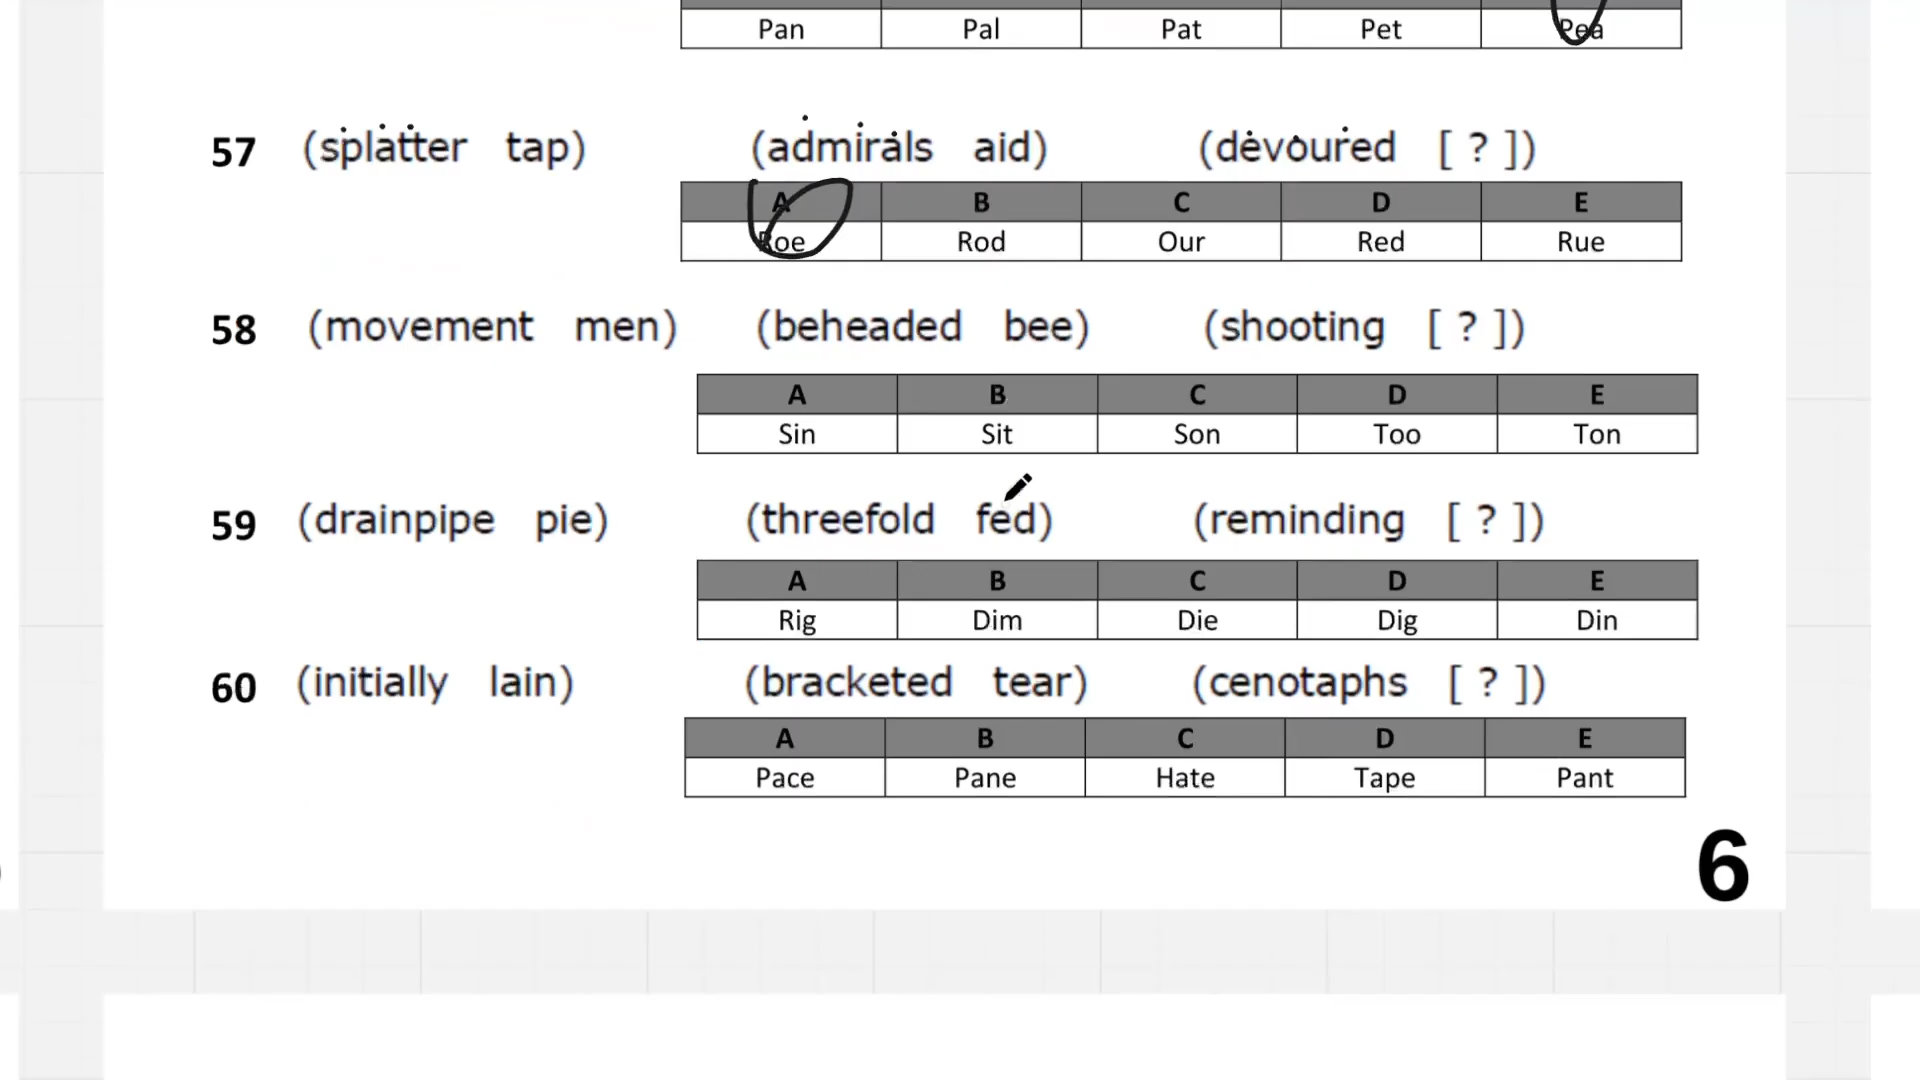 Pan Pal Pat Pet Pea
57 (splatter tap) (admirals aid) (devoured [ ? ])
A B C D E
Roe Rod Our Red Rue
58 (movement men) (beheaded bee) (shooting [ ? ])
A B C D E
Sin Sit Son Too Ton
59 (drainpipe pie) (threefold fed) (reminding [ ? ])
A B C D E
Rig Dim Die Dig Din
60 (initially lain) (bracketed tear) (cenotaphs [ ? ])
A B C D E
Pace Pane Hate Tape Pant
6